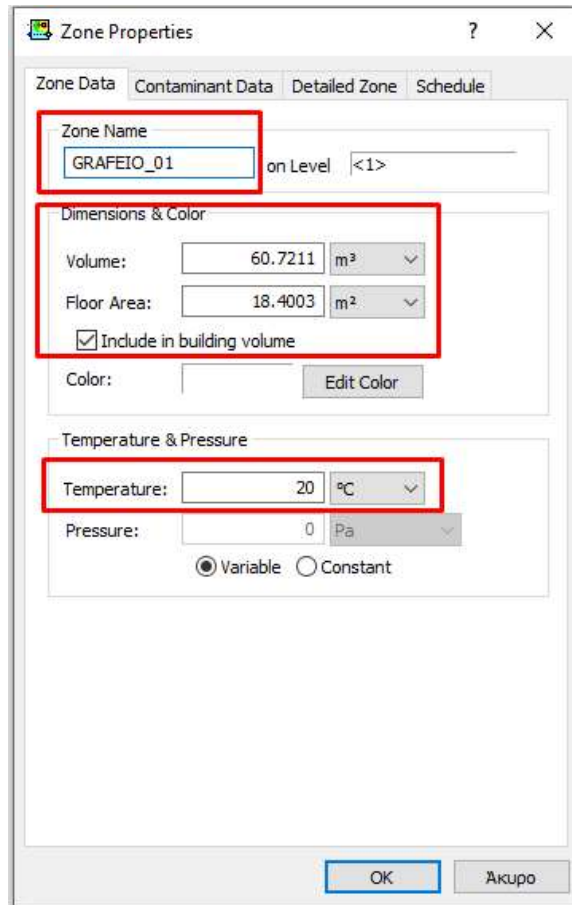 Zone Properties ? ×
Zone Data Contaminant Data Detailed Zone Schedule
Zone Name
GRAFEIO_01 on Level <1>
Dimensions & Color
Volume: 60.7211 m³
Floor Area: 18.4003 m²
Include in building volume
Color: Edit Color
Temperature & Pressure
Temperature: 20 ºC
Pressure: 0 Pa
Variable Constant
OK Άκυρο